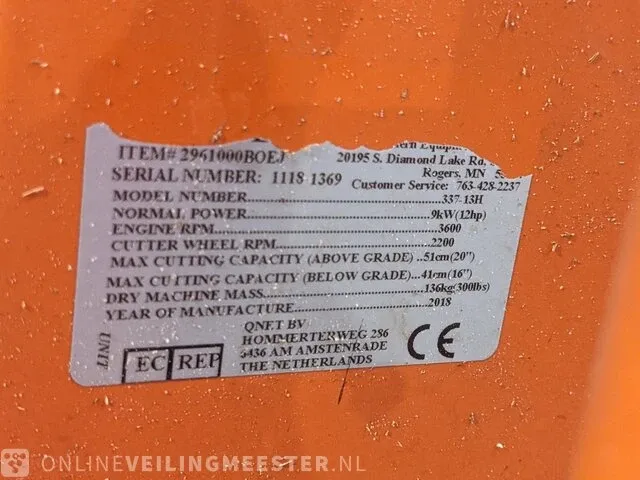 ITEM# 2961000BOEJ
20195 S. Diamond Lake Rd,
SERIAL NUMBER: 1118-1369
Rogers, MN
Customer Service: 763-428-2237
MODEL NUMBER...337-13H
NORMAL POWER...9kW(12hp)
ENGINE RPM...3600
CUTTER WHEEL RPM...2200
MAX CUTTING CAPACITY (ABOVE GRADE)...51cm(20")
MAX CUTTING CAPACITY (BELOW GRADE)...41cm(16")
DRY MACHINE MASS...136kg(300lbs)
YEAR OF MANUFACTURE...2018
UNIT
EC REP
QNET BV
HOMMERTERWEG 286
6436 AM AMSTENRADE
THE NETHERLANDS
CE
ONLINEVEILINGMEESTER.NL